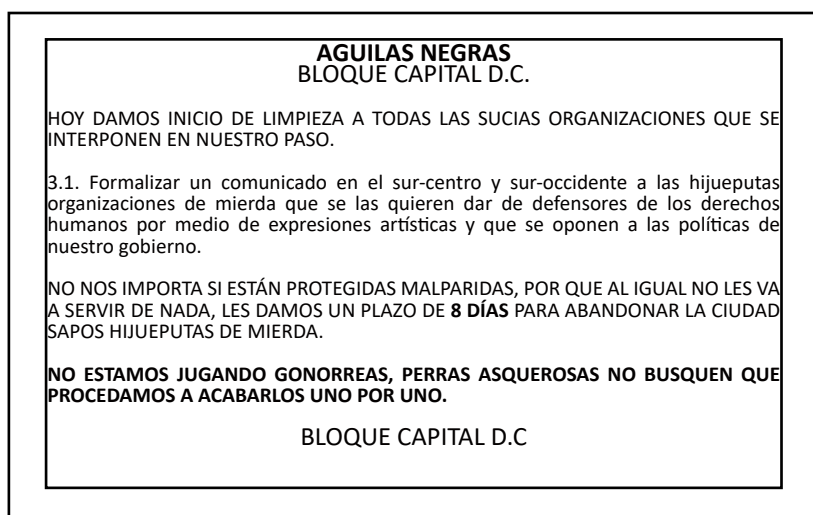 AGUILAS NEGRAS
BLOQUE CAPITAL D.C.
HOY DAMOS INICIO DE LIMPIEZA A TODAS LAS SUCIAS ORGANIZACIONES QUE SE
INTERPONEN EN NUESTRO PASO.
3.1. Formalizar un comunicado en el sur-centro y sur-occidente a las hijueputas
organizaciones de mierda que se las quieren dar de defensores de los derechos
humanos por medio de expresiones artísticas y que se oponen a las políticas de
nuestro gobierno.
NO NOS IMPORTA SI ESTÁN PROTEGIDAS MALPARIDAS, POR QUE AL IGUAL NO LES VA
A SERVIR DE NADA, LES DAMOS UN PLAZO DE 8 DÍAS PARA ABANDONAR LA CIUDAD
SAPOS HIJUEPUTAS DE MIERDA.
NO ESTAMOS JUGANDO GONORREAS, PERRAS ASQUEROSAS NO BUSQUEN QUE
PROCEDAMOS A ACABARLOS UNO POR UNO.
BLOQUE CAPITAL D.C